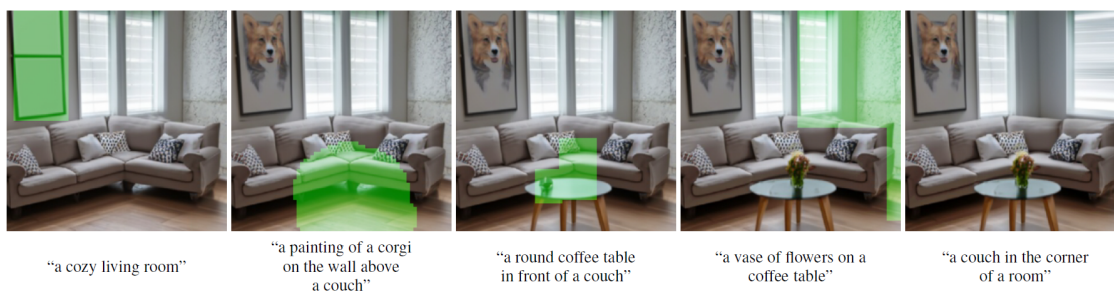 “a cozy living room”
“a painting of a corgi
on the wall above
a couch”
“a round coffee table
in front of a couch”
“a vase of flowers on a
coffee table”
“a couch in the corner
of a room”